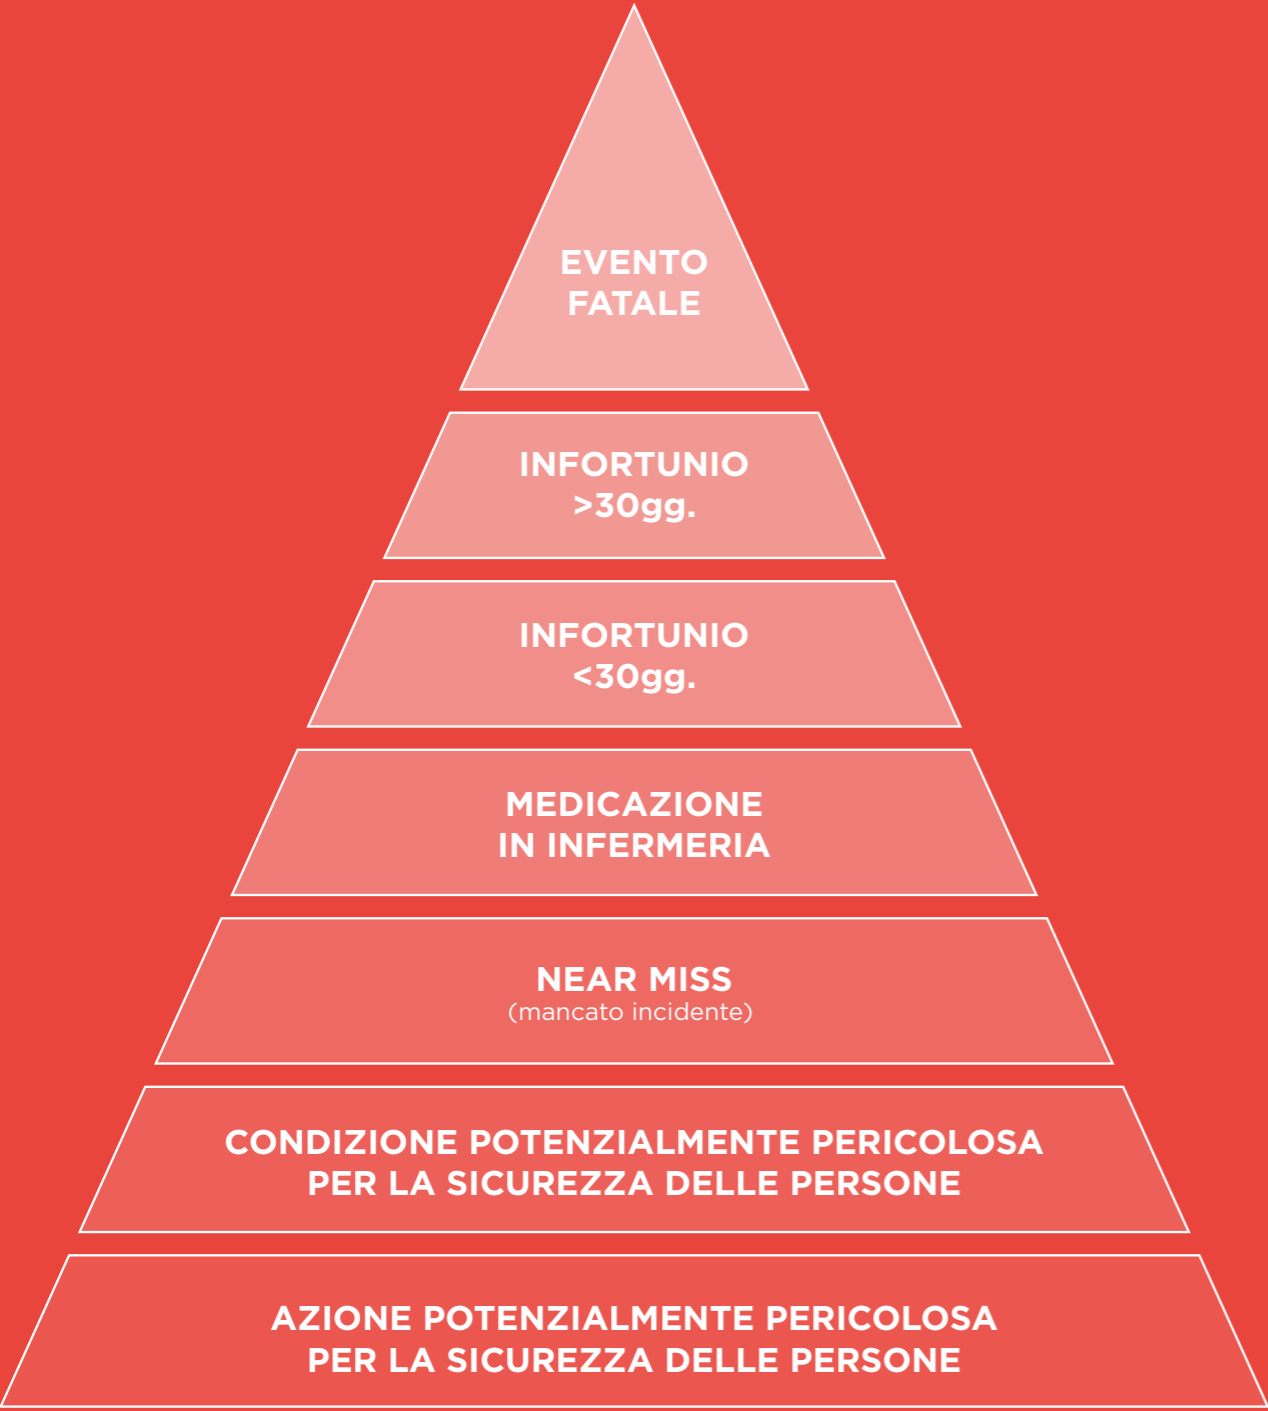 EVENTO
FATALE
INFORTUNIO
>30gg.
INFORTUNIO
<30gg.
MEDICAZIONE
IN INFERMERIA
NEAR MISS
(mancato incidente)
CONDIZIONE POTENZIALMENTE PERICOLOSA
PER LA SICUREZZA DELLE PERSONE
AZIONE POTENZIALMENTE PERICOLOSA
PER LA SICUREZZA DELLE PERSONE